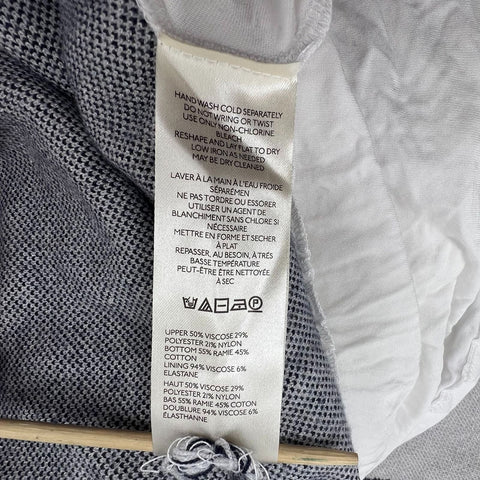 HAND WASH COLD SEPARATELY
DO NOT WRING OR TWIST
USE ONLY NON-CHLORINE
BLEACH
RESHAPE AND LAY FLAT TO DRY
LOW IRON AS NEEDED
MAY BE DRY CLEANED
LAVER À LA MAIN À L'EAU FROIDE
SÉPARÉMEN
NE PAS TORDRE OU ESSORER
UTILISER UN AGENT DE
BLANCHIMENT SANS CHLORE SI
NÉCESSAIRE
METTRE EN FORME ET SECHER
À PLAT
REPASSER, AU BESOIN, À TRÈS
BASSE TEMPÉRATURE
PEUT-ÊTRE ÊTRE NETTOYÉE
À SEC
P
UPPER 50% VISCOSE 29%
POLYESTER 21% NYLON
BOTTOM 55% RAMIE 45%
COTTON
LINING 94% VISCOSE 6%
ELASTANE
HAUT 50% VISCOSE 29%
POLYESTER 21% NYLON
BAS 55% RAMIE 45% COTON
DOUBLURE 94% VISCOSE 6%
ÉLASTHANNE